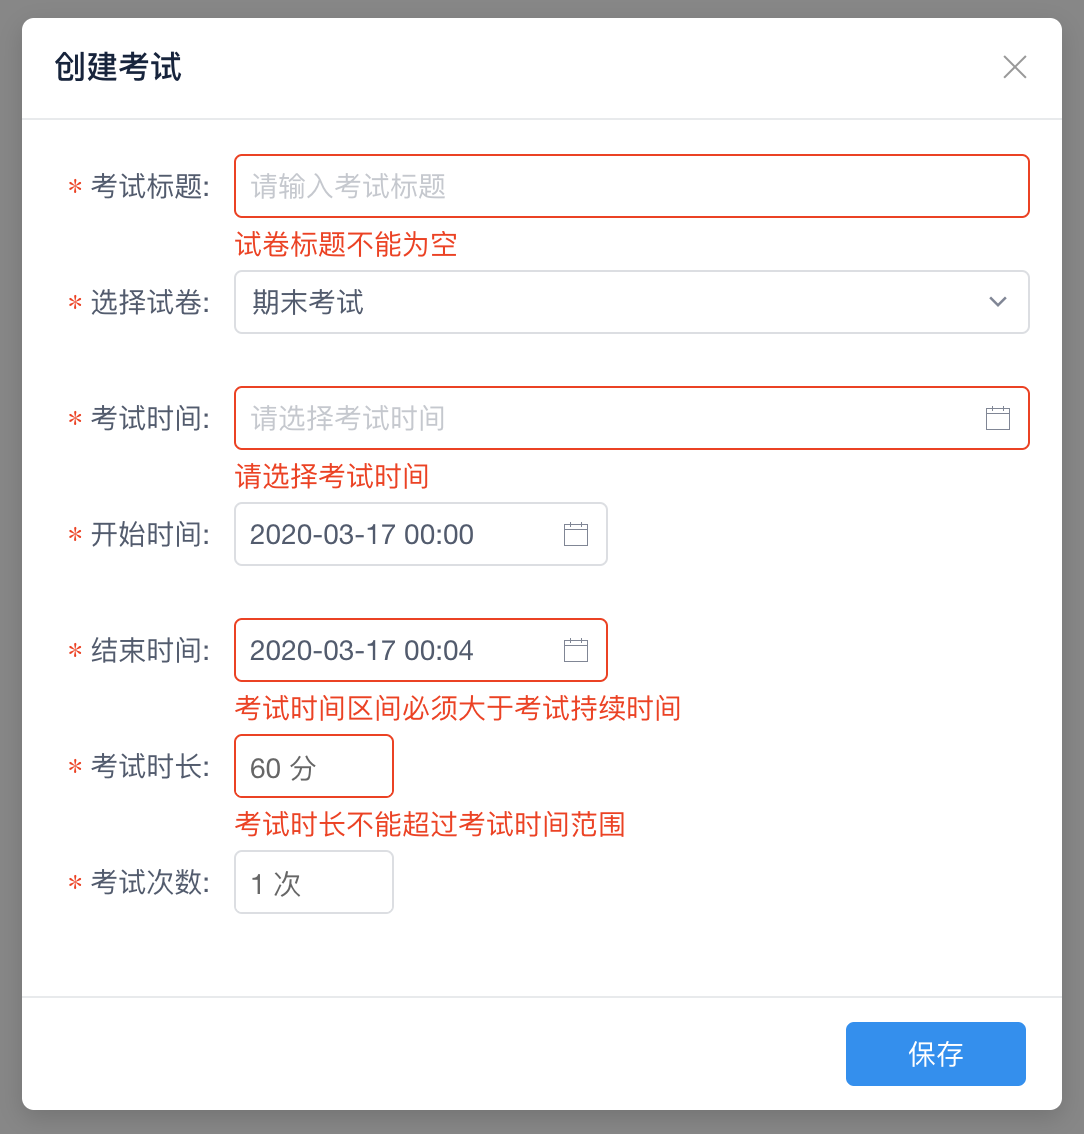 创建考试
* 考试标题: 请输入考试标题
试卷标题不能为空
* 选择试卷: 期末考试
* 考试时间: 请选择考试时间
请选择考试时间
* 开始时间: 2020-03-17 00:00
* 结束时间: 2020-03-17 00:04
考试时间区间必须大于考试持续时间
* 考试时长: 60 分
考试时长不能超过考试时间范围
* 考试次数: 1 次
保存